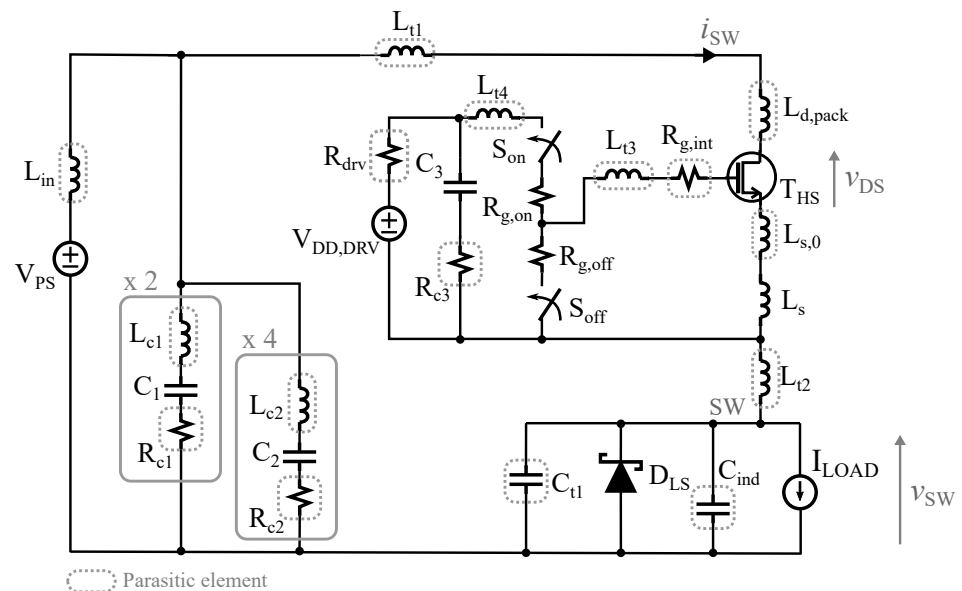 L_t1
i_SW
L_t4
L_d,pack
R_drv
C_3
S_on
L_t3
R_g,int
L_in
T_HS
v_DS
R_g,on
V_DD,DRV
L_s,0
V_PS
R_g,off
R_c3
x 2
S_off
L_s
L_c1
x 4
L_t2
C_1
L_c2
SW
R_c1
C_2
C_t1
D_LS
C_ind
I_LOAD
v_SW
R_c2
Parasitic element